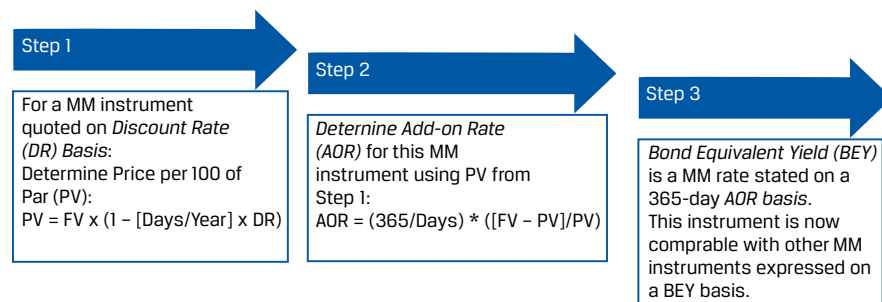 Step 1
For a MM instrument
quoted on Discount Rate
(DR) Basis:
Determine Price per 100 of
Par (PV):
PV = FV x (1 – [Days/Year] x DR)
Step 2
Deternine Add-on Rate
(AOR) for this MM
instrument using PV from
Step 1:
AOR = (365/Days) * ([FV – PV]/PV)
Step 3
Bond Equivalent Yield (BEY)
is a MM rate stated on a
365-day AOR basis.
This instrument is now
comprable with other MM
instruments expressed on
a BEY basis.